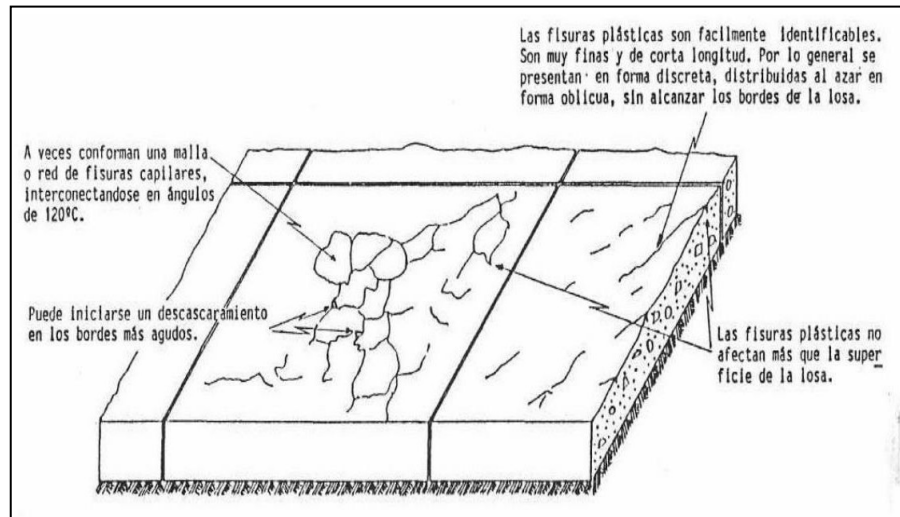 Las fisuras plásticas son facilmente identificables.
Son muy finas y de corta longitud. Por lo general se
presentan en forma discreta, distribuidas al azar en
forma oblicua, sin alcanzar los bordes de la losa.
A veces conforman una malla
o red de fisuras capilares,
interconectandose en ángulos
de 120ºC.
Puede iniciarse un descascaramiento
en los bordes más agudos.
Las fisuras plásticas no
afectan más que la super
ficie de la losa.